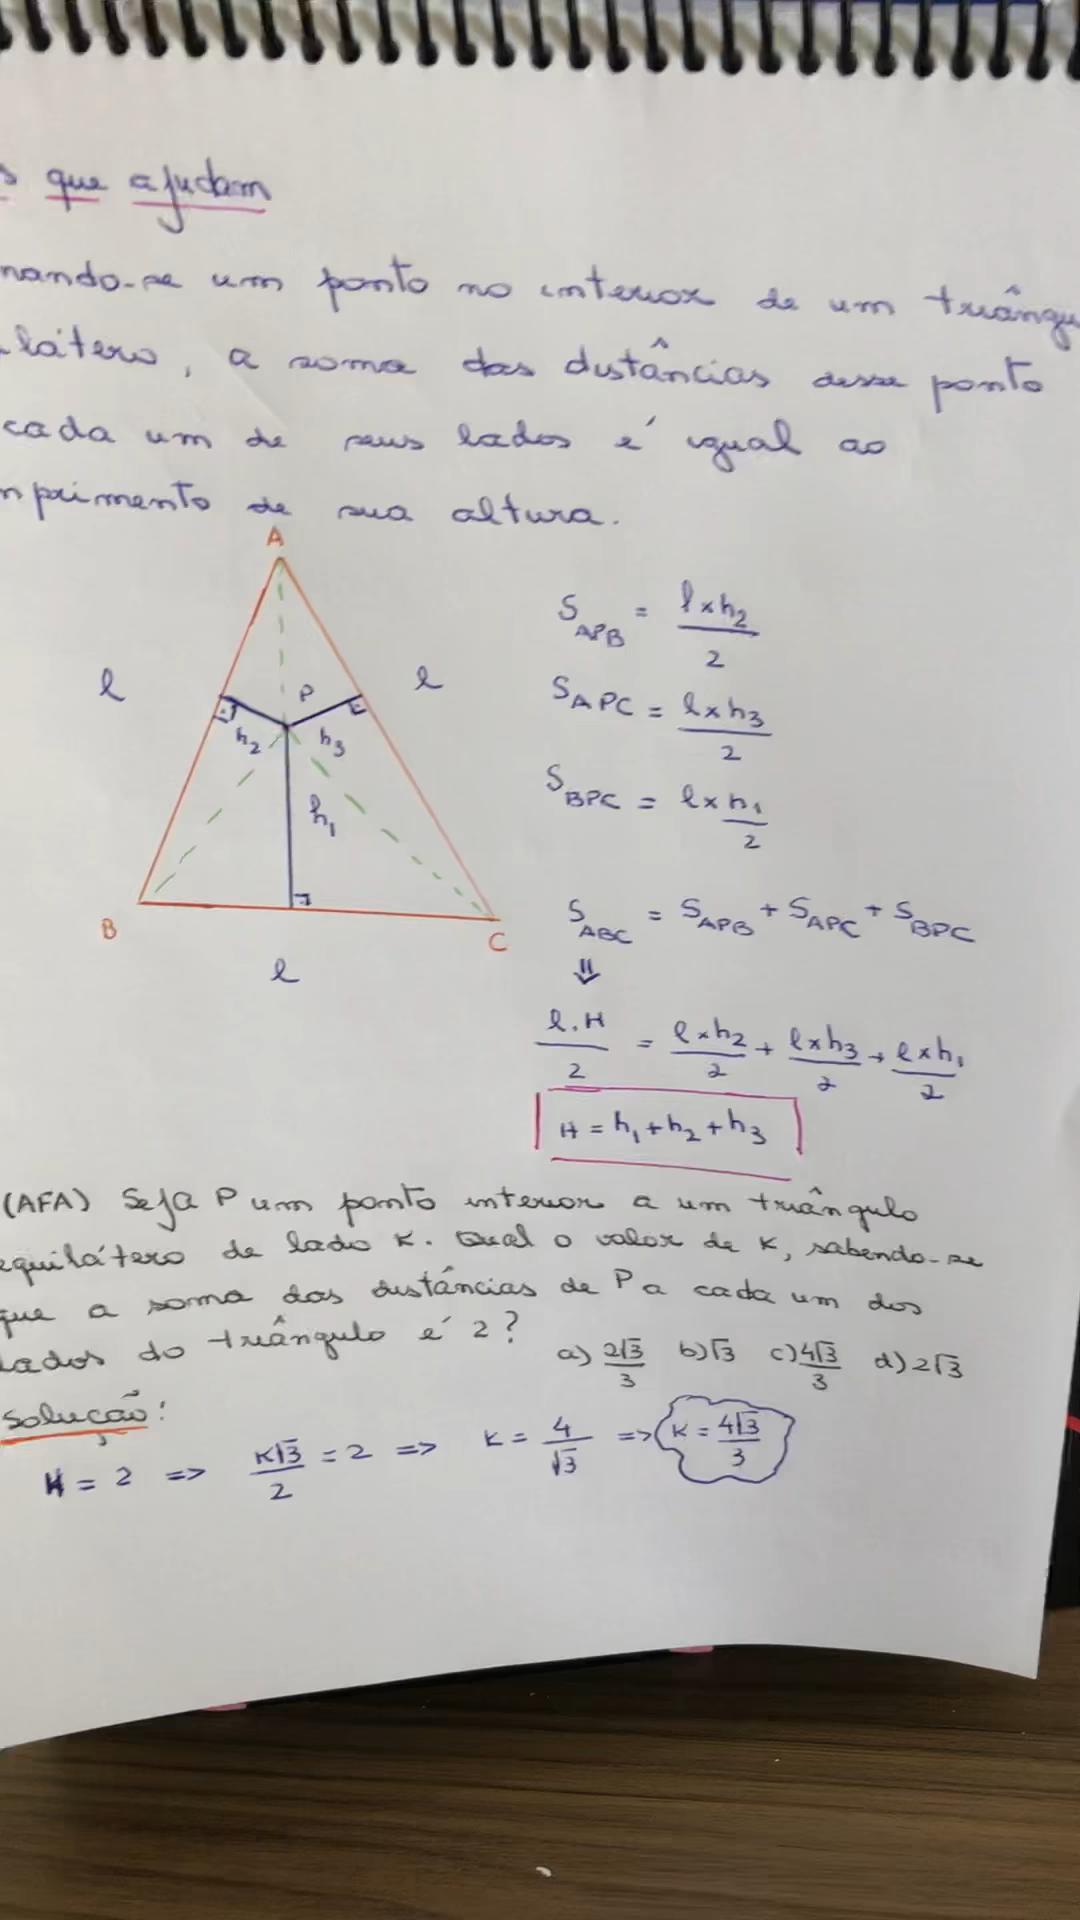 s que ajudam
nando-se um ponto no interior de um triângu
látero, a soma das distâncias desse ponto
cada um de seus lados é igual ao
mprimento de sua altura.
A
l
l
P
h2
h3
h1
B
C
l
S_APB = l×h2/2
S_APC = l×h3/2
S_BPC = l×h1/2
S_ABC = S_APB + S_APC + S_BPC
⇓
l.H/2 = l×h2/2 + l×h3/2 + l×h1/2
H = h1 + h2 + h3
(AFA) Seja P um ponto interior a um triângulo
equilátero de lado K. Qual o valor de K, sabendo-se
que a soma das distâncias de P a cada um dos
lados do triângulo é 2? a) 2√3/3 b) √3 c) 4√3/3 d) 2√3
Solução:
H = 2 => K√3/2 = 2 => K = 4/√3 => K = 4√3/3